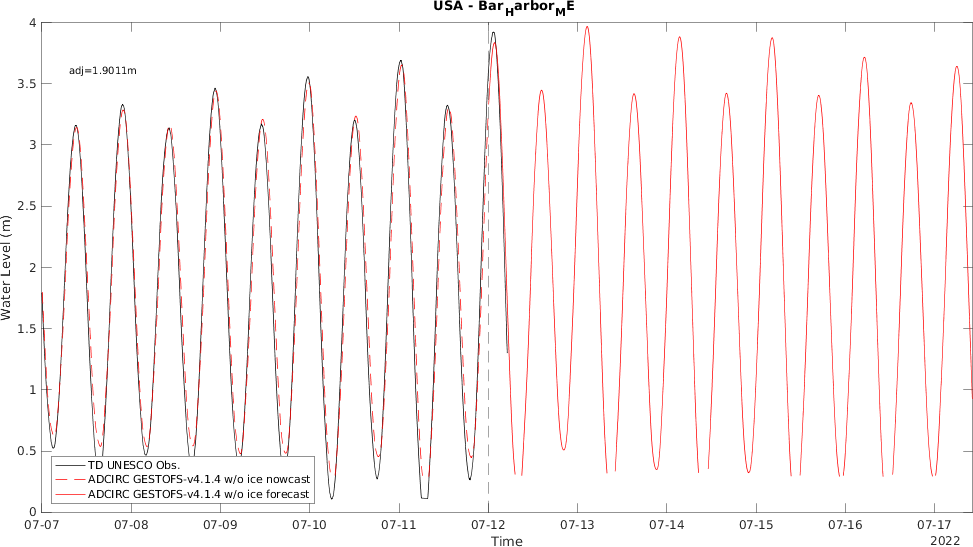 USA - Bar_Harbor_ME
adj=1.9011m
4
3.5
3
2.5
2
1.5
1
0.5
0
Water Level (m)
TD UNESCO Obs.
ADCIRC GESTOFS-v4.1.4 w/o ice nowcast
ADCIRC GESTOFS-v4.1.4 w/o ice forecast
07-07 07-08 07-09 07-10 07-11 07-12 07-13 07-14 07-15 07-16 07-17
Time
2022